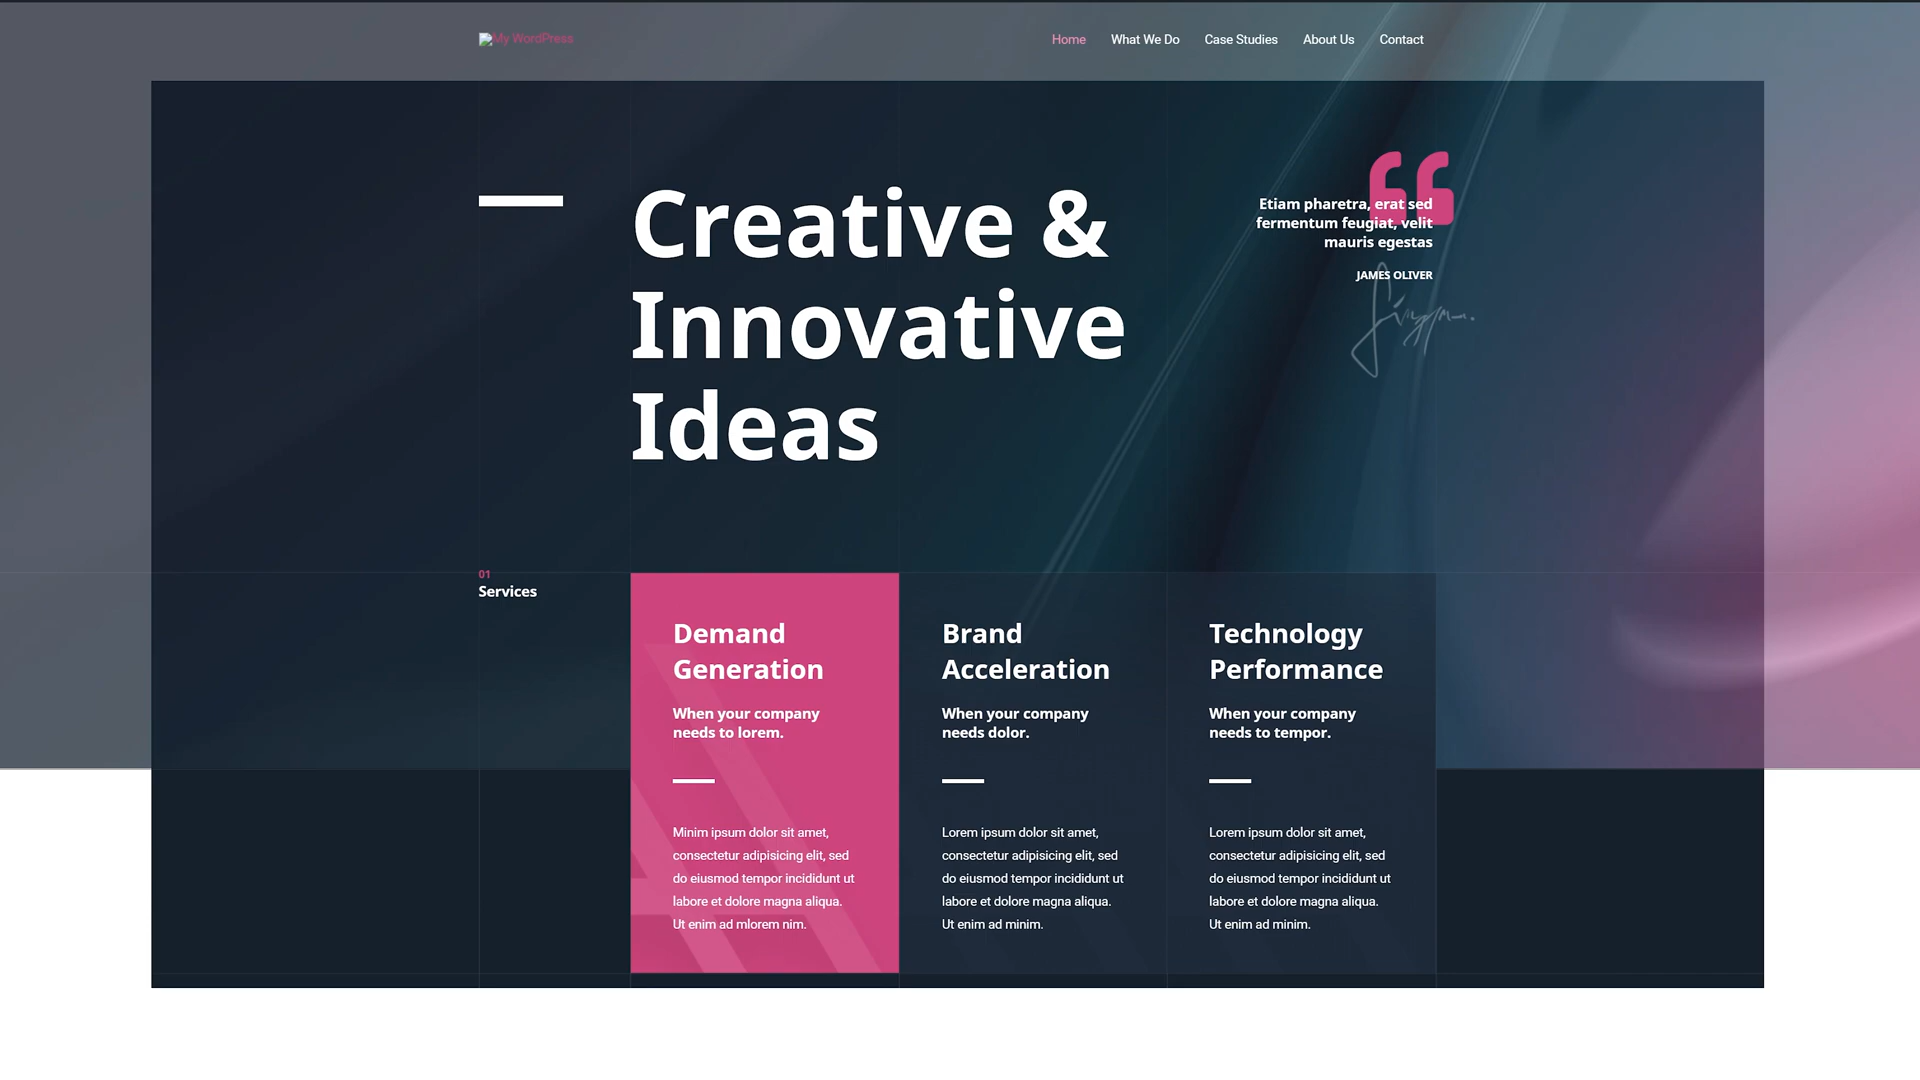 My WordPress
Home
What We Do
Case Studies
About Us
Contact
Creative &
Innovative
Ideas
Etiam pharetra, erat sed
fermentum feugiat, velit
mauris egestas
JAMES OLIVER
01
Services
Demand
Generation
When your company
needs to lorem.
Minim ipsum dolor sit amet,
consectetur adipisicing elit, sed
do eiusmod tempor incididunt ut
labore et dolore magna aliqua.
Ut enim ad mlorem nim.
Brand
Acceleration
When your company
needs dolor.
Lorem ipsum dolor sit amet,
consectetur adipisicing elit, sed
do eiusmod tempor incididunt ut
labore et dolore magna aliqua.
Ut enim ad minim.
Technology
Performance
When your company
needs to tempor.
Lorem ipsum dolor sit amet,
consectetur adipisicing elit, sed
do eiusmod tempor incididunt ut
labore et dolore magna aliqua.
Ut enim ad minim.